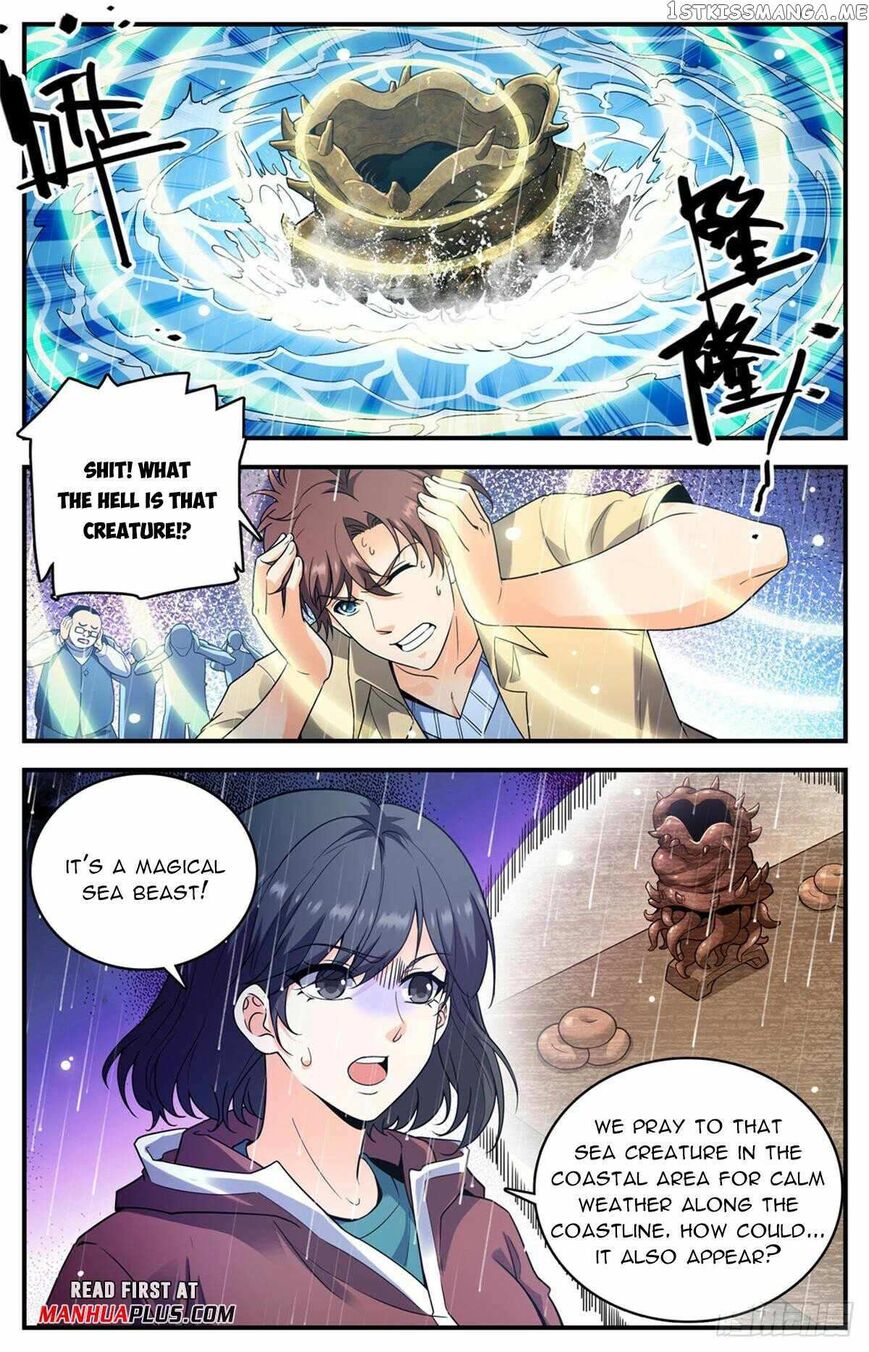 1STKISSMANGA.ME
隆
隆
SHIT! WHAT
THE HELL IS THAT
CREATURE!?
IT'S A MAGICAL
SEA BEAST!
WE PRAY TO THAT
SEA CREATURE IN THE
COASTAL AREA FOR CALM
WEATHER ALONG THE
COASTLINE. HOW COULD...
IT ALSO APPEAR?
READ FIRST AT
MANHUAPLUS.COM